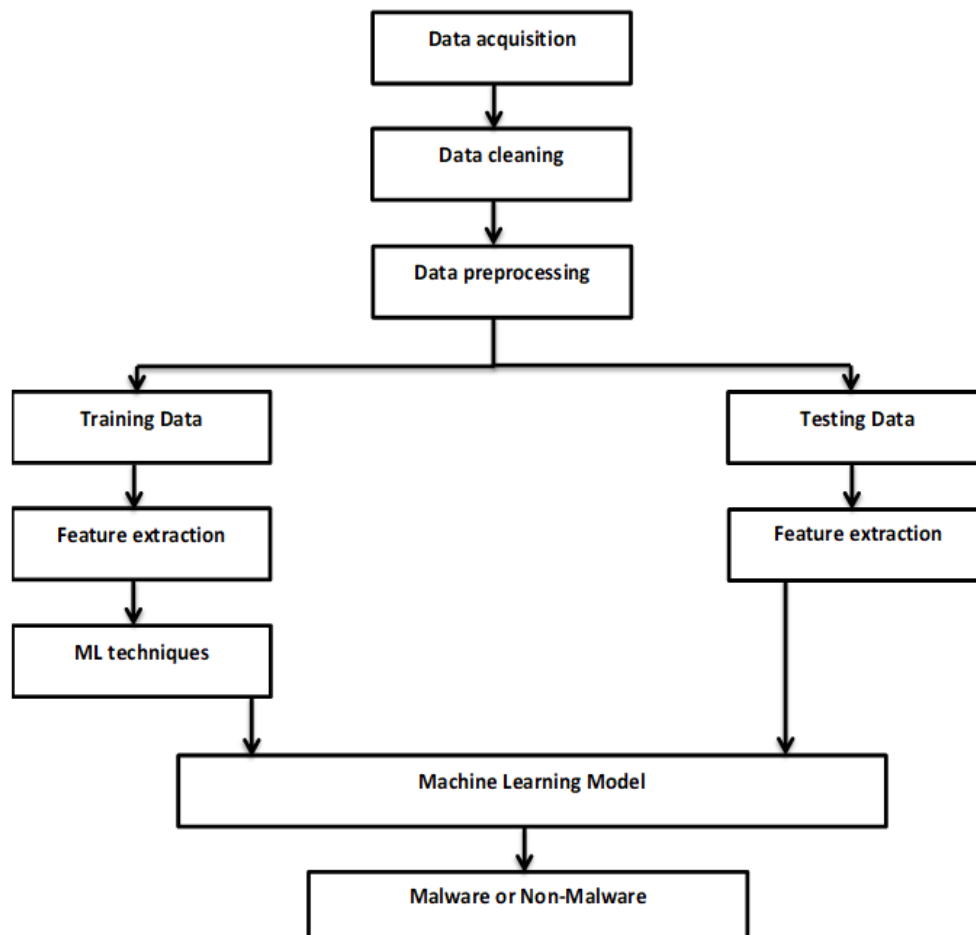 Data acquisition
Data cleaning
Data preprocessing
Training Data
Testing Data
Feature extraction
Feature extraction
ML techniques
Machine Learning Model
Malware or Non-Malware